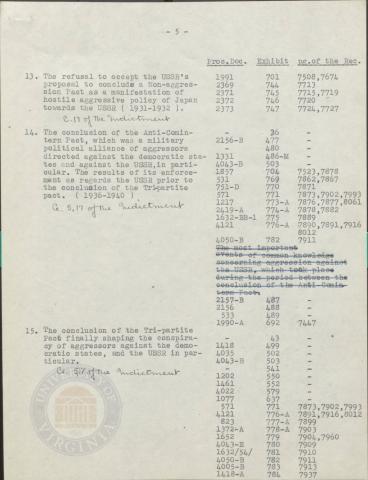 - 5 -
Pros.Doc. Exhibit pg.of the Rec.
13. The refusal to accept the USSR's 1991 701 7508,7674
proposal to conclude a Non-aggres- 2369 744 7713
sion Pact as a manifestation of 2371 745 7715,7719
hostile aggressive policy of Japan 2372 746 7720
towards the USSR ( 1931-1932 ). 2373 747 7724,7727
C. 17 of the Indictment
14. The conclusion of the Anti-Comin- - 36 -
tern Pact, which was a military 2156-B 477 -
political alliance of aggressors - 480 -
directed against the democratic sta- 1331 486-M -
tes and against the USSR,in parti- 4043-B 503 -
cular. The results of its enforce- 1857 704 7523,7878
ment as regards the USSR prior to 531 769 7862,7867
the conclusion of the Tripartite 751-D 770 7871
pact. ( 1936-1940 ) 571 771 7873,7902,7993
C. 5,17 of the Indictment 1217 773-A 7876,7877,8061
2419-A 774-A 7878,7882
1632-BB-1 775 7889
4121 776-A 7890,7891,7916
8012
4050-B 782 7911
The most important
events of common knowledge
concerning aggression against
the USSR, which took place
during the period between the
conclusion of the Anti-Comin-
tern Pact.
2157-B 487 -
2156 488 -
533 489 -
1990-A 692 7447
15. The conclusion of the Tri-partite - 43 -
Pact finally shaping the conspira- 1418 499 -
cy of aggressors against the demo- 4035 502 -
cratic states, and the USSR in par- 4043-B 503 -
ticular. - 541 -
C. 5,17 of the Indictment 1202 550 -
1461 552 -
4022 579 -
1077 637 -
571 771 7873,7902,7993
4121 776-A 7891,7916,8012
823 777-A 7899
1372-A 778-A 7903
1652 779 7904,7960
4043-E 780 7909
1632/54/ 781 7910
4050-B 782 7911
4005-B 783 7913
1418-A 784 7937